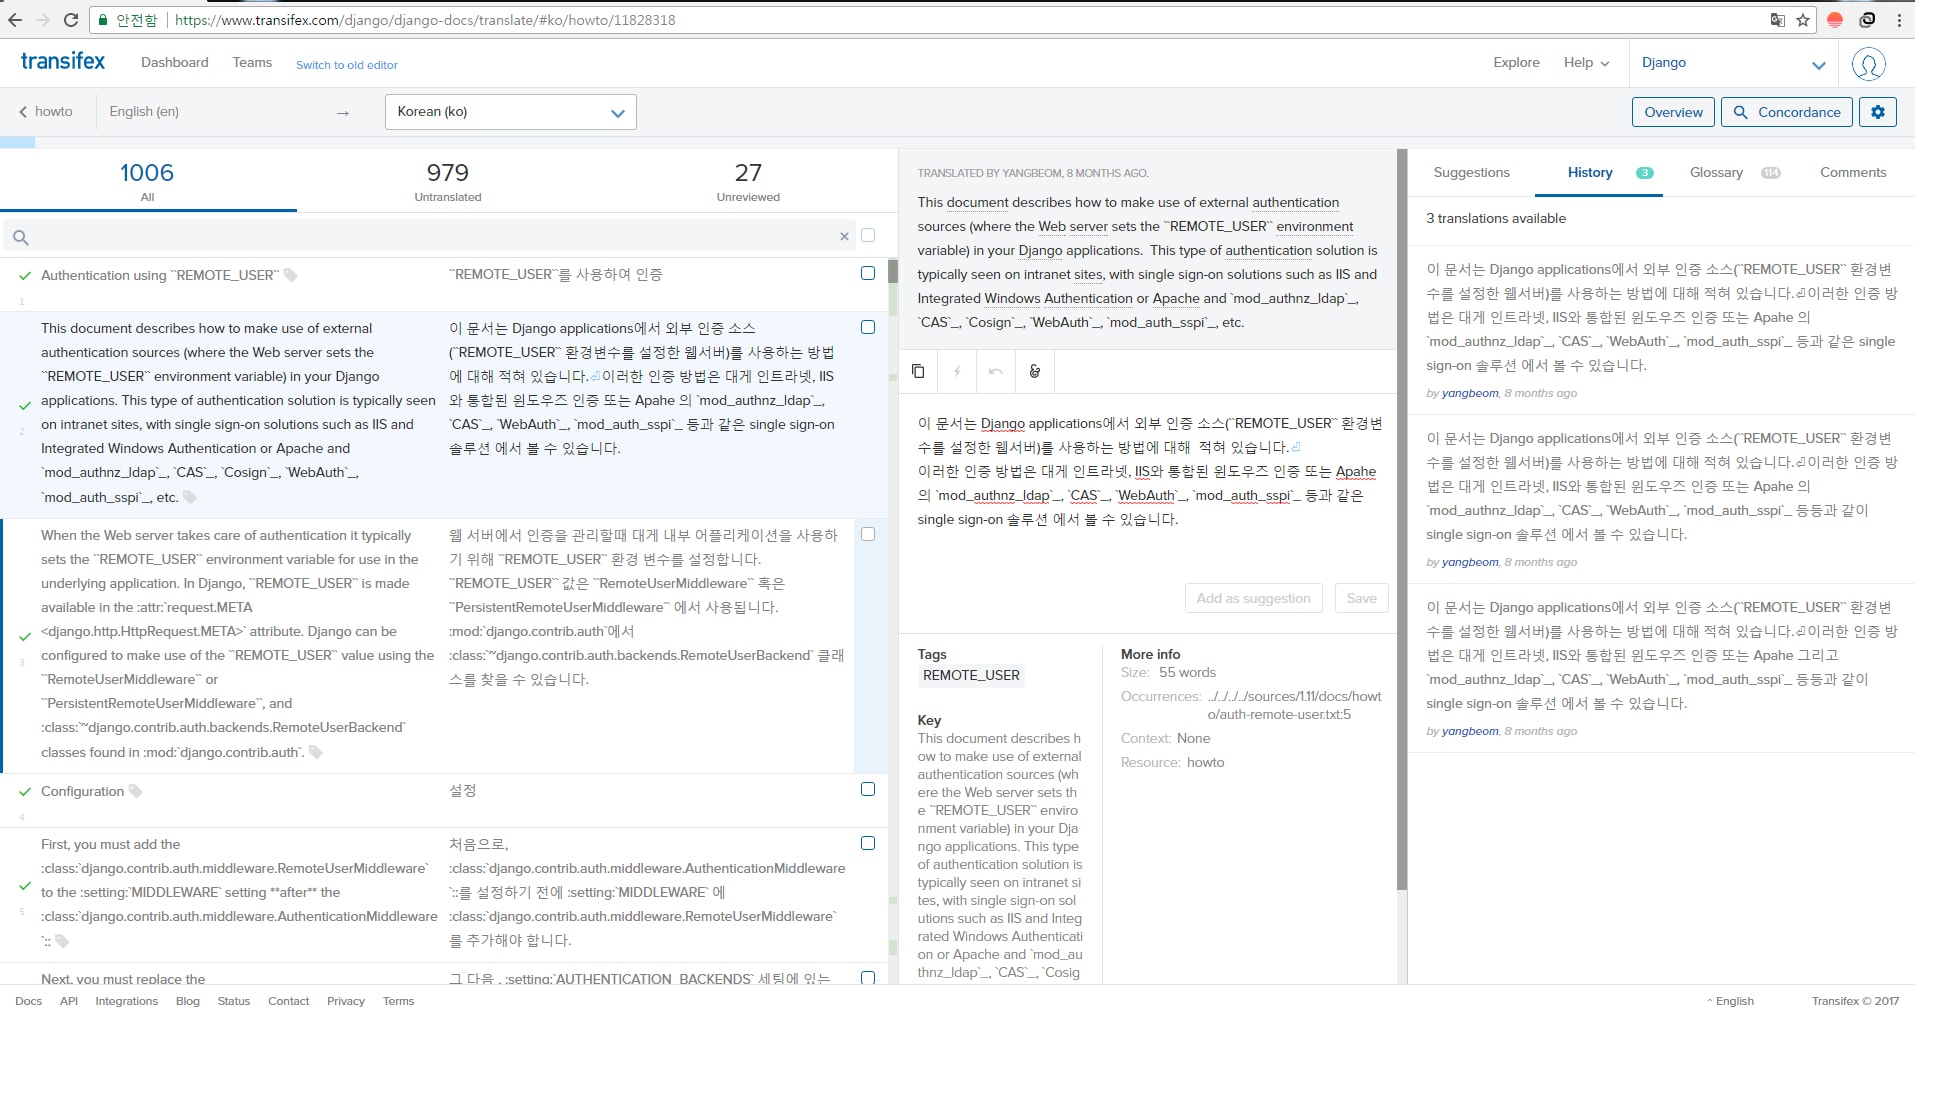 안전함 https://www.transifex.com/django/django-docs/translate/#ko/howto/11828318
transifex Dashboard Teams Switch to old editor Explore Help Django
howto English (en) → Korean (ko) Overview Concordance
1006 979 27
All Untranslated Unreviewed
Authentication using ``REMOTE_USER`` ``REMOTE_USER``를 사용하여 인증
1
This document describes how to make use of external
authentication sources (where the Web server sets the
``REMOTE_USER`` environment variable) in your Django
applications. This type of authentication solution is typically seen
on intranet sites, with single sign-on solutions such as IIS and
Integrated Windows Authentication or Apache and
`mod_authnz_ldap`_, `CAS`_, `Cosign`_, `WebAuth`_,
`mod_auth_sspi`_, etc.
2
이 문서는 Django applications에서 외부 인증 소스
(``REMOTE_USER`` 환경변수를 설정한 웹서버)를 사용하는 방법
에 대해 적혀 있습니다.⏎이러한 인증 방법은 대게 인트라넷, IIS
와 통합된 윈도우즈 인증 또는 Apahe 의 `mod_authnz_ldap`_,
`CAS`_, `WebAuth`_, `mod_auth_sspi`_ 등과 같은 single sign-on
솔루션 에서 볼 수 있습니다.
When the Web server takes care of authentication it typically
sets the ``REMOTE_USER`` environment variable for use in the
underlying application. In Django, ``REMOTE_USER`` is made
available in the :attr:`request.META
<django.http.HttpRequest.META>` attribute. Django can be
configured to make use of the ``REMOTE_USER`` value using the
``RemoteUserMiddleware`` or
``PersistentRemoteUserMiddleware``, and
:class:`~django.contrib.auth.backends.RemoteUserBackend`
classes found in :mod:`django.contrib.auth`.
3
웹 서버에서 인증을 관리할때 대게 내부 어플리케이션을 사용하
기 위해 ``REMOTE_USER`` 환경 변수를 설정합니다.
``REMOTE_USER`` 값은 ``RemoteUserMiddleware`` 혹은
``PersistentRemoteUserMiddleware`` 에서 사용됩니다.
:mod:`django.contrib.auth`에서
:class:`~django.contrib.auth.backends.RemoteUserBackend` 클래
스를 찾을 수 있습니다.
Configuration 설정
4
First, you must add the
:class:`django.contrib.auth.middleware.RemoteUserMiddleware`
to the :setting:`MIDDLEWARE` setting **after** the
:class:`django.contrib.auth.middleware.AuthenticationMiddleware
`::
5
처음으로,
:class:`django.contrib.auth.middleware.AuthenticationMiddleware
`::를 설정하기 전에 :setting:`MIDDLEWARE` 에
:class:`django.contrib.auth.middleware.RemoteUserMiddleware`
를 추가해야 합니다.
Next, you must replace the 그 다음 , :setting:`AUTHENTICATION_BACKENDS` 세팅에 있는
TRANSLATED BY YANGBEOM, 8 MONTHS AGO.
This document describes how to make use of external authentication
sources (where the Web server sets the ``REMOTE_USER`` environment
variable) in your Django applications.  This type of authentication solution is
typically seen on intranet sites, with single sign-on solutions such as IIS and
Integrated Windows Authentication or Apache and `mod_authnz_ldap`_,
`CAS`_, `Cosign`_, `WebAuth`_, `mod_auth_sspi`_, etc.
이 문서는 Django applications에서 외부 인증 소스(``REMOTE_USER`` 환경변
수를 설정한 웹서버)를 사용하는 방법에 대해  적혀 있습니다.⏎
이러한 인증 방법은 대게 인트라넷, IIS와 통합된 윈도우즈 인증 또는 Apahe
의 `mod_authnz_ldap`_, `CAS`_, `WebAuth`_, `mod_auth_sspi`_ 등과 같은
single sign-on 솔루션 에서 볼 수 있습니다.
Add as suggestion Save
Tags
REMOTE_USER
Key
This document describes h
ow to make use of external
authentication sources (wh
ere the Web server sets th
e ``REMOTE_USER`` enviro
nment variable) in your Dja
ngo applications. This type
of authentication solution is
typically seen on intranet si
tes, with single sign-on sol
utions such as IIS and Integ
rated Windows Authenticati
on or Apache and `mod_au
thnz_ldap`_, `CAS`_, `Cosig
More info
Size: 55 words
Occurrences: ../../../../sources/1.11/docs/howt
o/auth-remote-user.txt:5
Context: None
Resource: howto
Suggestions History 3 Glossary 114 Comments
3 translations available
이 문서는 Django applications에서 외부 인증 소스(``REMOTE_USER`` 환경변
수를 설정한 웹서버)를 사용하는 방법에 대해 적혀 있습니다.⏎이러한 인증 방
법은 대게 인트라넷, IIS와 통합된 윈도우즈 인증 또는 Apahe 의
`mod_authnz_ldap`_, `CAS`_, `WebAuth`_, `mod_auth_sspi`_ 등과 같은 single
sign-on 솔루션 에서 볼 수 있습니다.
by yangbeom, 8 months ago
이 문서는 Django applications에서 외부 인증 소스(``REMOTE_USER`` 환경변
수를 설정한 웹서버)를 사용하는 방법에 대해 적혀 있습니다.⏎이러한 인증 방
법은 대게 인트라넷, IIS와 통합된 윈도우즈 인증 또는 Apahe 의
`mod_authnz_ldap`_, `CAS`_, `WebAuth`_, `mod_auth_sspi`_ 등등과 같이
single sign-on 솔루션 에서 볼 수 있습니다.
by yangbeom, 8 months ago
이 문서는 Django applications에서 외부 인증 소스(``REMOTE_USER`` 환경변
수를 설정한 웹서버)를 사용하는 방법에 대해 적혀 있습니다.⏎이러한 인증 방
법은 대게 인트라넷, IIS와 통합된 윈도우즈 인증 또는 Apahe 그리고
`mod_authnz_ldap`_, `CAS`_, `WebAuth`_, `mod_auth_sspi`_ 등등과 같이
single sign-on 솔루션 에서 볼 수 있습니다.
by yangbeom, 8 months ago
Docs API Integrations Blog Status Contact Privacy Terms ^ English Transifex © 2017